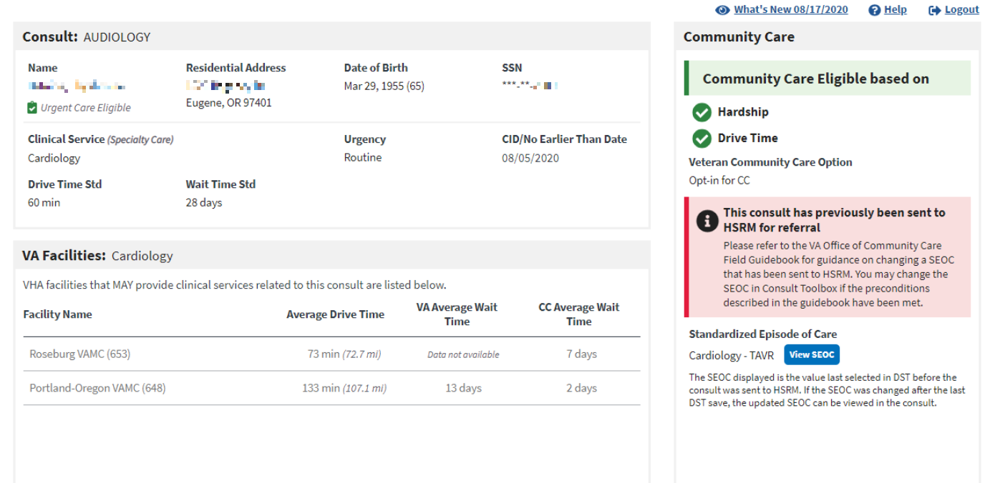 What's New 08/17/2020 Help Logout
Consult: AUDIOLOGY
Name Residential Address Date of Birth SSN
Mar 29, 1955 (65) ***-**-
Urgent Care Eligible Eugene, OR 97401
Clinical Service (Specialty Care) Urgency CID/No Earlier Than Date
Cardiology Routine 08/05/2020
Drive Time Std Wait Time Std
60 min 28 days
VA Facilities: Cardiology
VHA facilities that MAY provide clinical services related to this consult are listed below.
Facility Name Average Drive Time VA Average Wait Time CC Average Wait Time
Roseburg VAMC (653) 73 min (72.7 mi) Data not available 7 days
Portland-Oregon VAMC (648) 133 min (107.1 mi) 13 days 2 days
Community Care
Community Care Eligible based on
Hardship
Drive Time
Veteran Community Care Option
Opt-in for CC
This consult has previously been sent to
HSRM for referral
Please refer to the VA Office of Community Care
Field Guidebook for guidance on changing a SEOC
that has been sent to HSRM. You may change the
SEOC in Consult Toolbox if the preconditions
described in the guidebook have been met.
Standardized Episode of Care
Cardiology - TAVR View SEOC
The SEOC displayed is the value last selected in DST before the
consult was sent to HSRM. If the SEOC was changed after the last
DST save, the updated SEOC can be viewed in the consult.